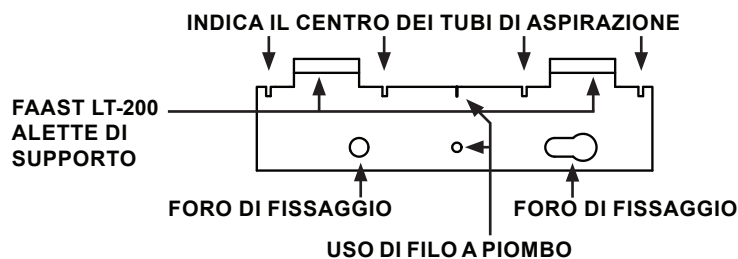 INDICA IL CENTRO DEI TUBI DI ASPIRAZIONE
FAAST LT-200
ALETTE DI
SUPPORTO
FORO DI FISSAGGIO
FORO DI FISSAGGIO
USO DI FILO A PIOMBO